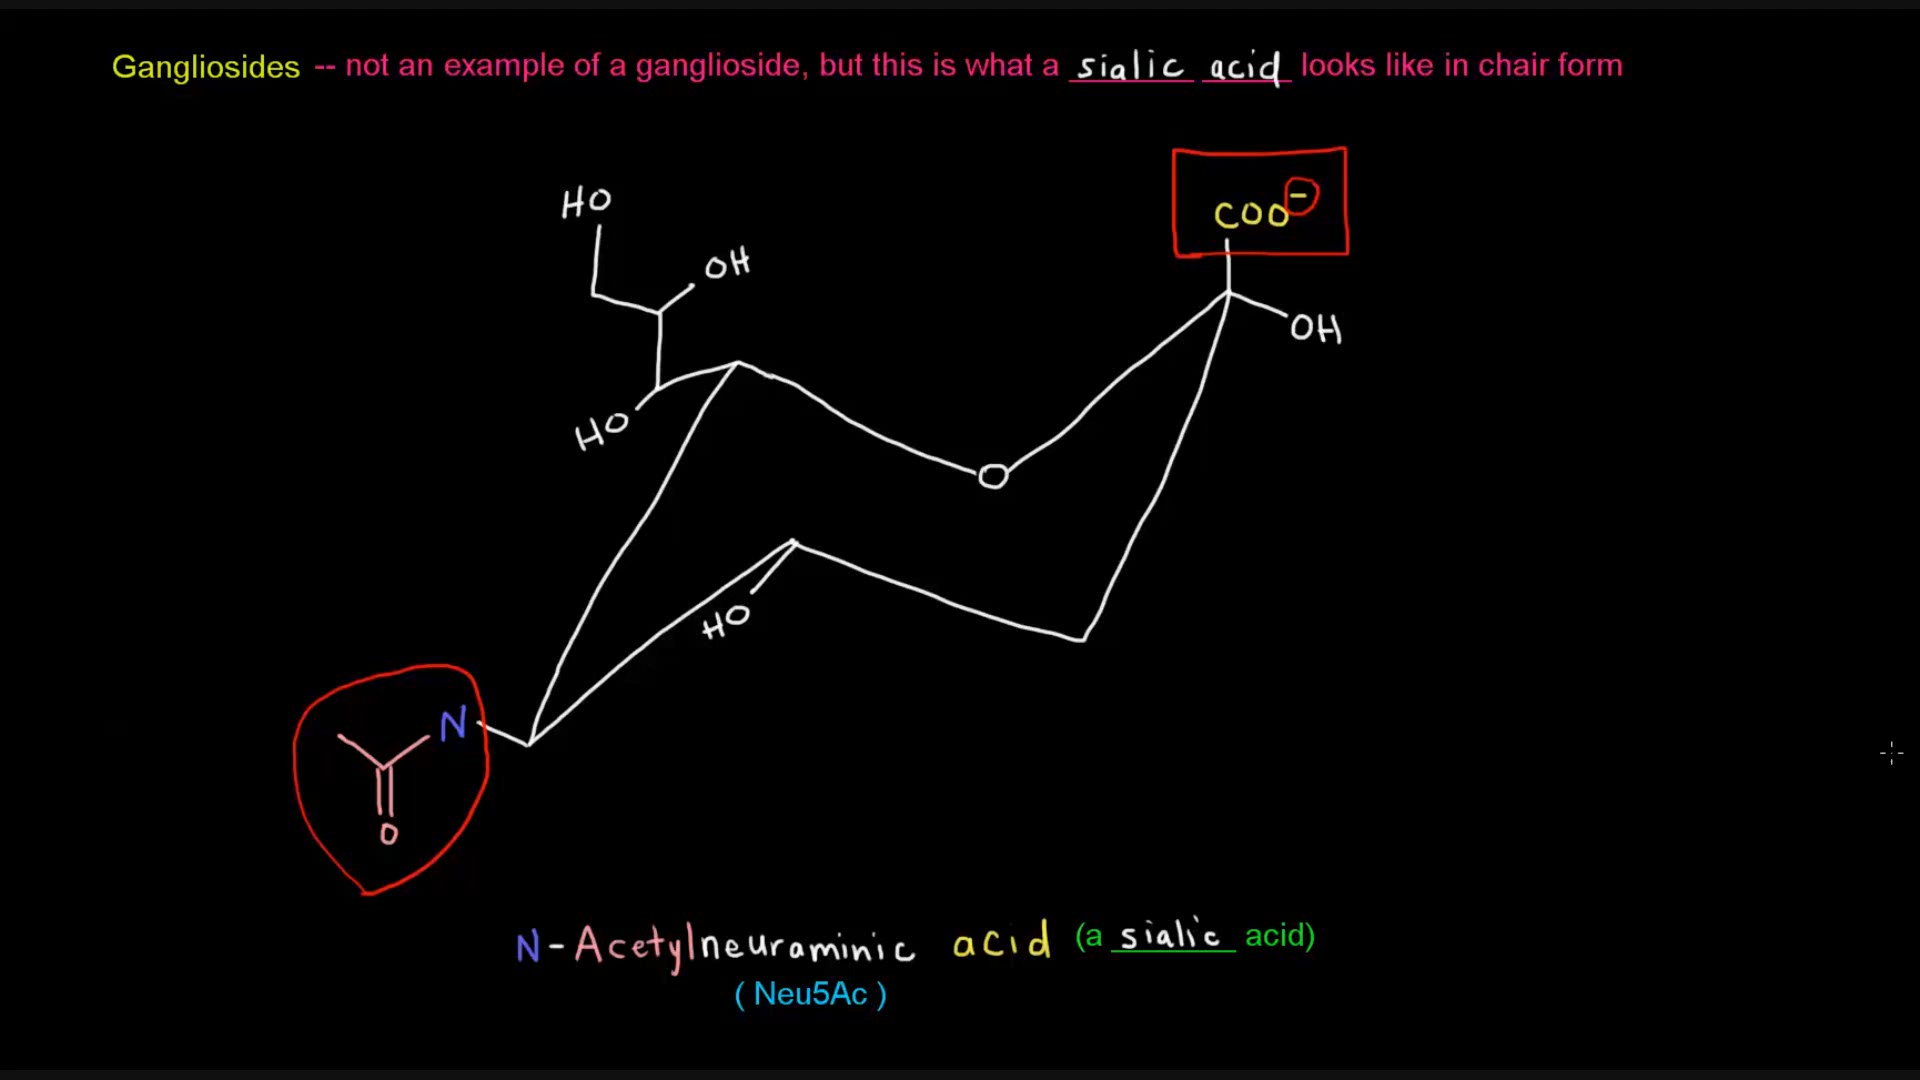 Gangliosides -- not an example of a ganglioside, but this is what a sialic acid looks like in chair form
HO
OH
COO⁻
OH
HO
O
HO
N
O
N-Acetylneuraminic acid (a sialic acid)
(Neu5Ac)